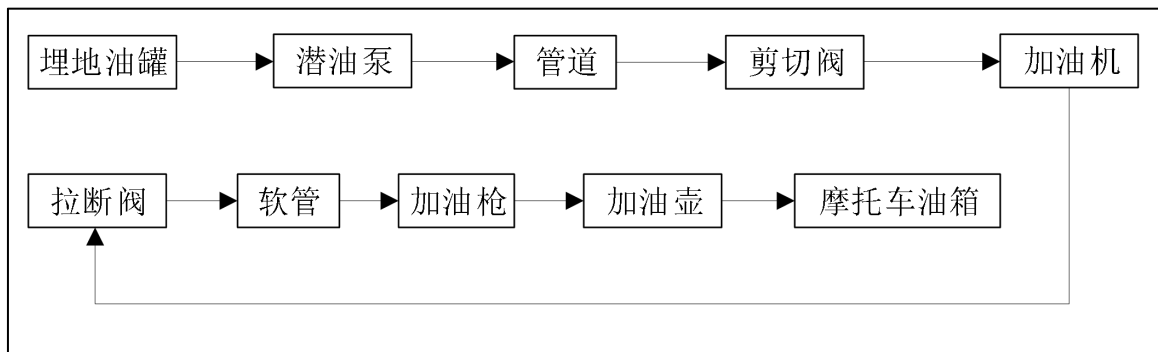 埋地油罐
潜油泵
管道
剪切阀
加油机
拉断阀
软管
加油枪
加油壶
摩托车油箱